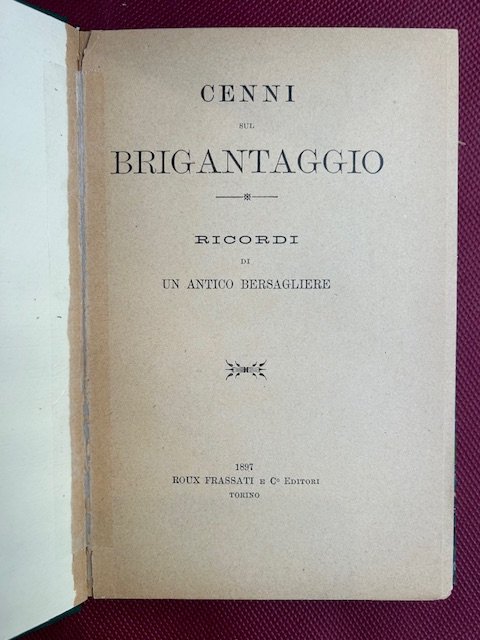 CENNI
SUL
BRIGANTAGGIO
RICORDI
DI
UN ANTICO BERSAGLIERE
1897
ROUX FRASSATI E Cº EDITORI
TORINO